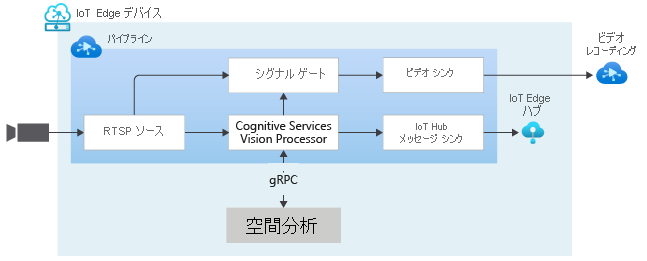 IoT Edge デバイス
パイプライン
ビデオ
レコーディング
シグナル ゲート
ビデオ シンク
IoT Edge
ハブ
RTSP ソース
Cognitive Services
Vision Processor
IoT Hub
メッセージ シンク
gRPC
空間分析